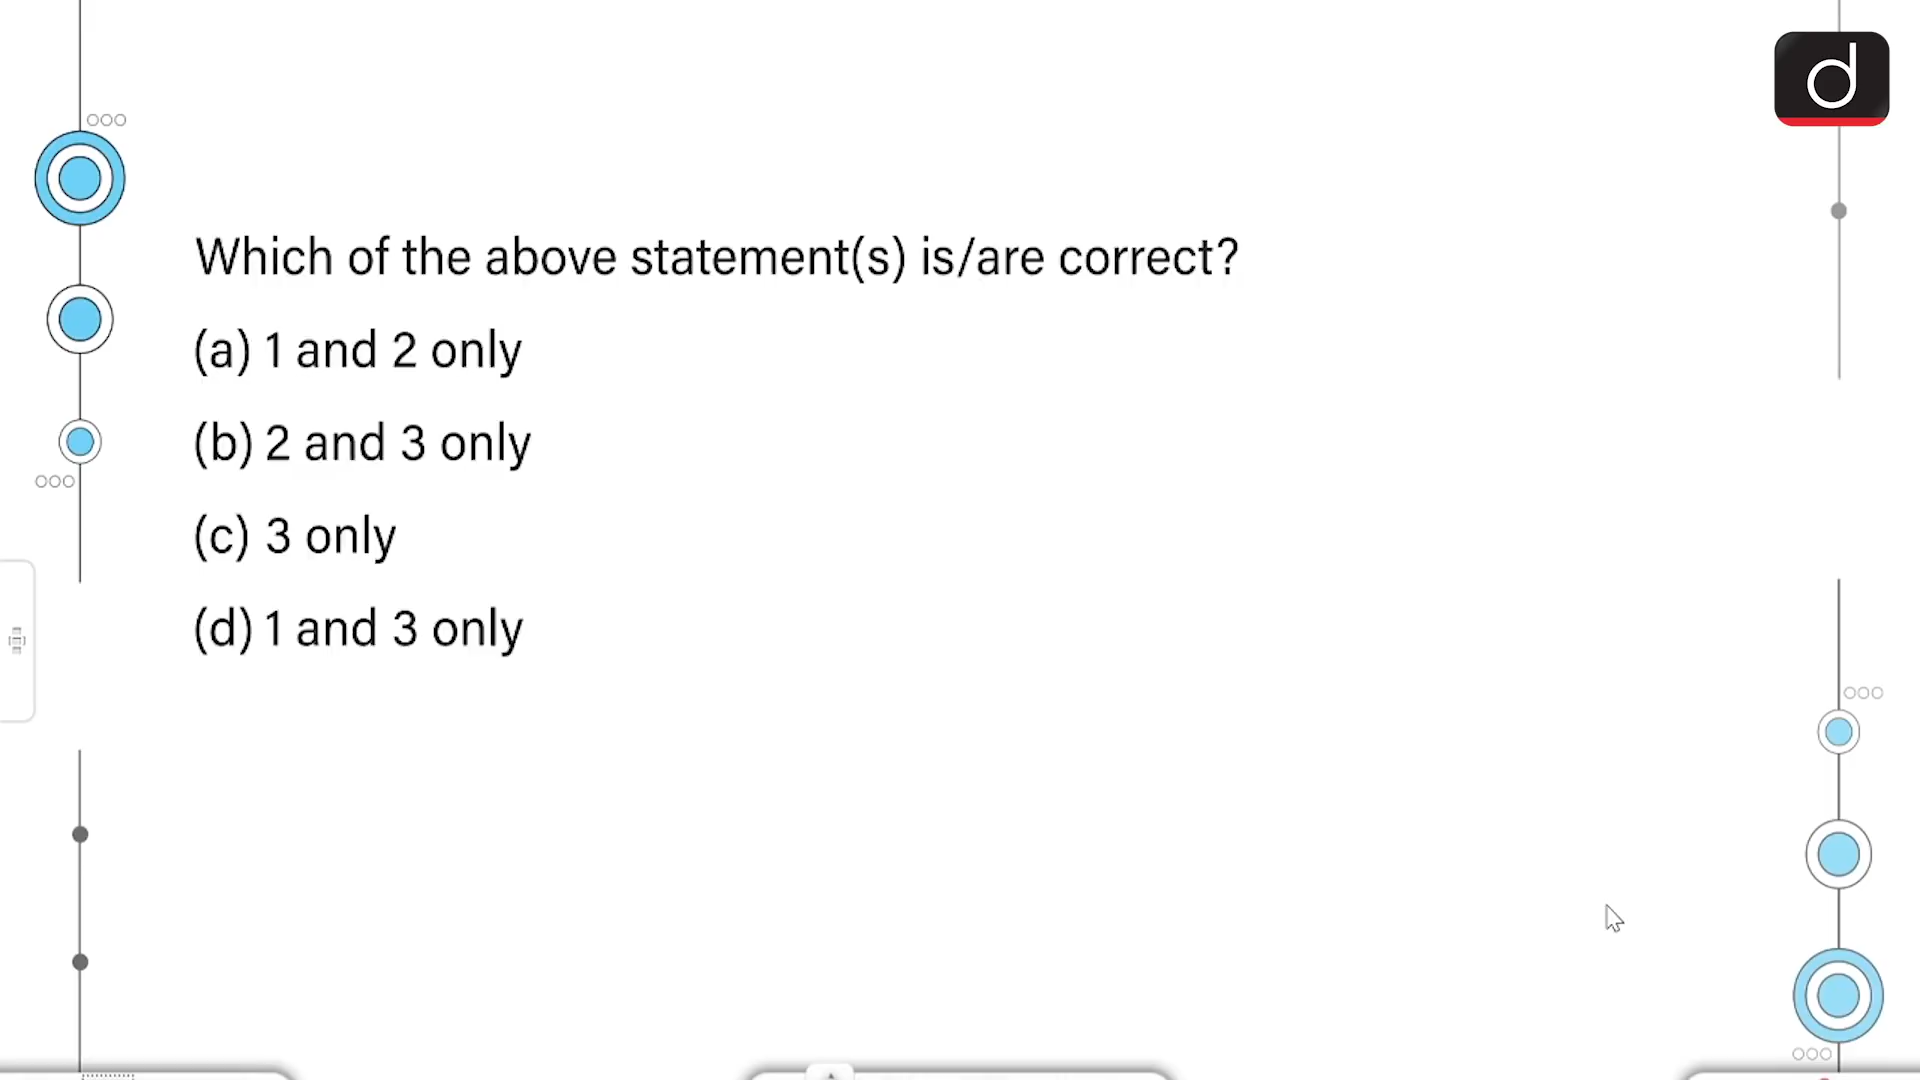 d
Which of the above statement(s) is/are correct?
(a) 1 and 2 only
(b) 2 and 3 only
(c) 3 only
(d) 1 and 3 only